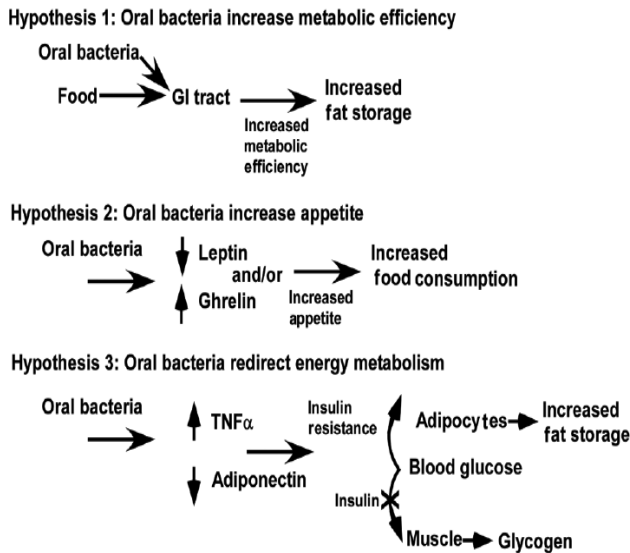 Hypothesis 1: Oral bacteria increase metabolic efficiency
Oral bacteria
Food
GI tract
Increased
metabolic
efficiency
Increased
fat storage
Hypothesis 2: Oral bacteria increase appetite
Oral bacteria
Leptin
and/or
Ghrelin
Increased
appetite
Increased
food consumption
Hypothesis 3: Oral bacteria redirect energy metabolism
Oral bacteria
TNFα
Adiponectin
Insulin
resistance
Adipocytes
Increased
fat storage
Blood glucose
Insulin
Muscle
Glycogen